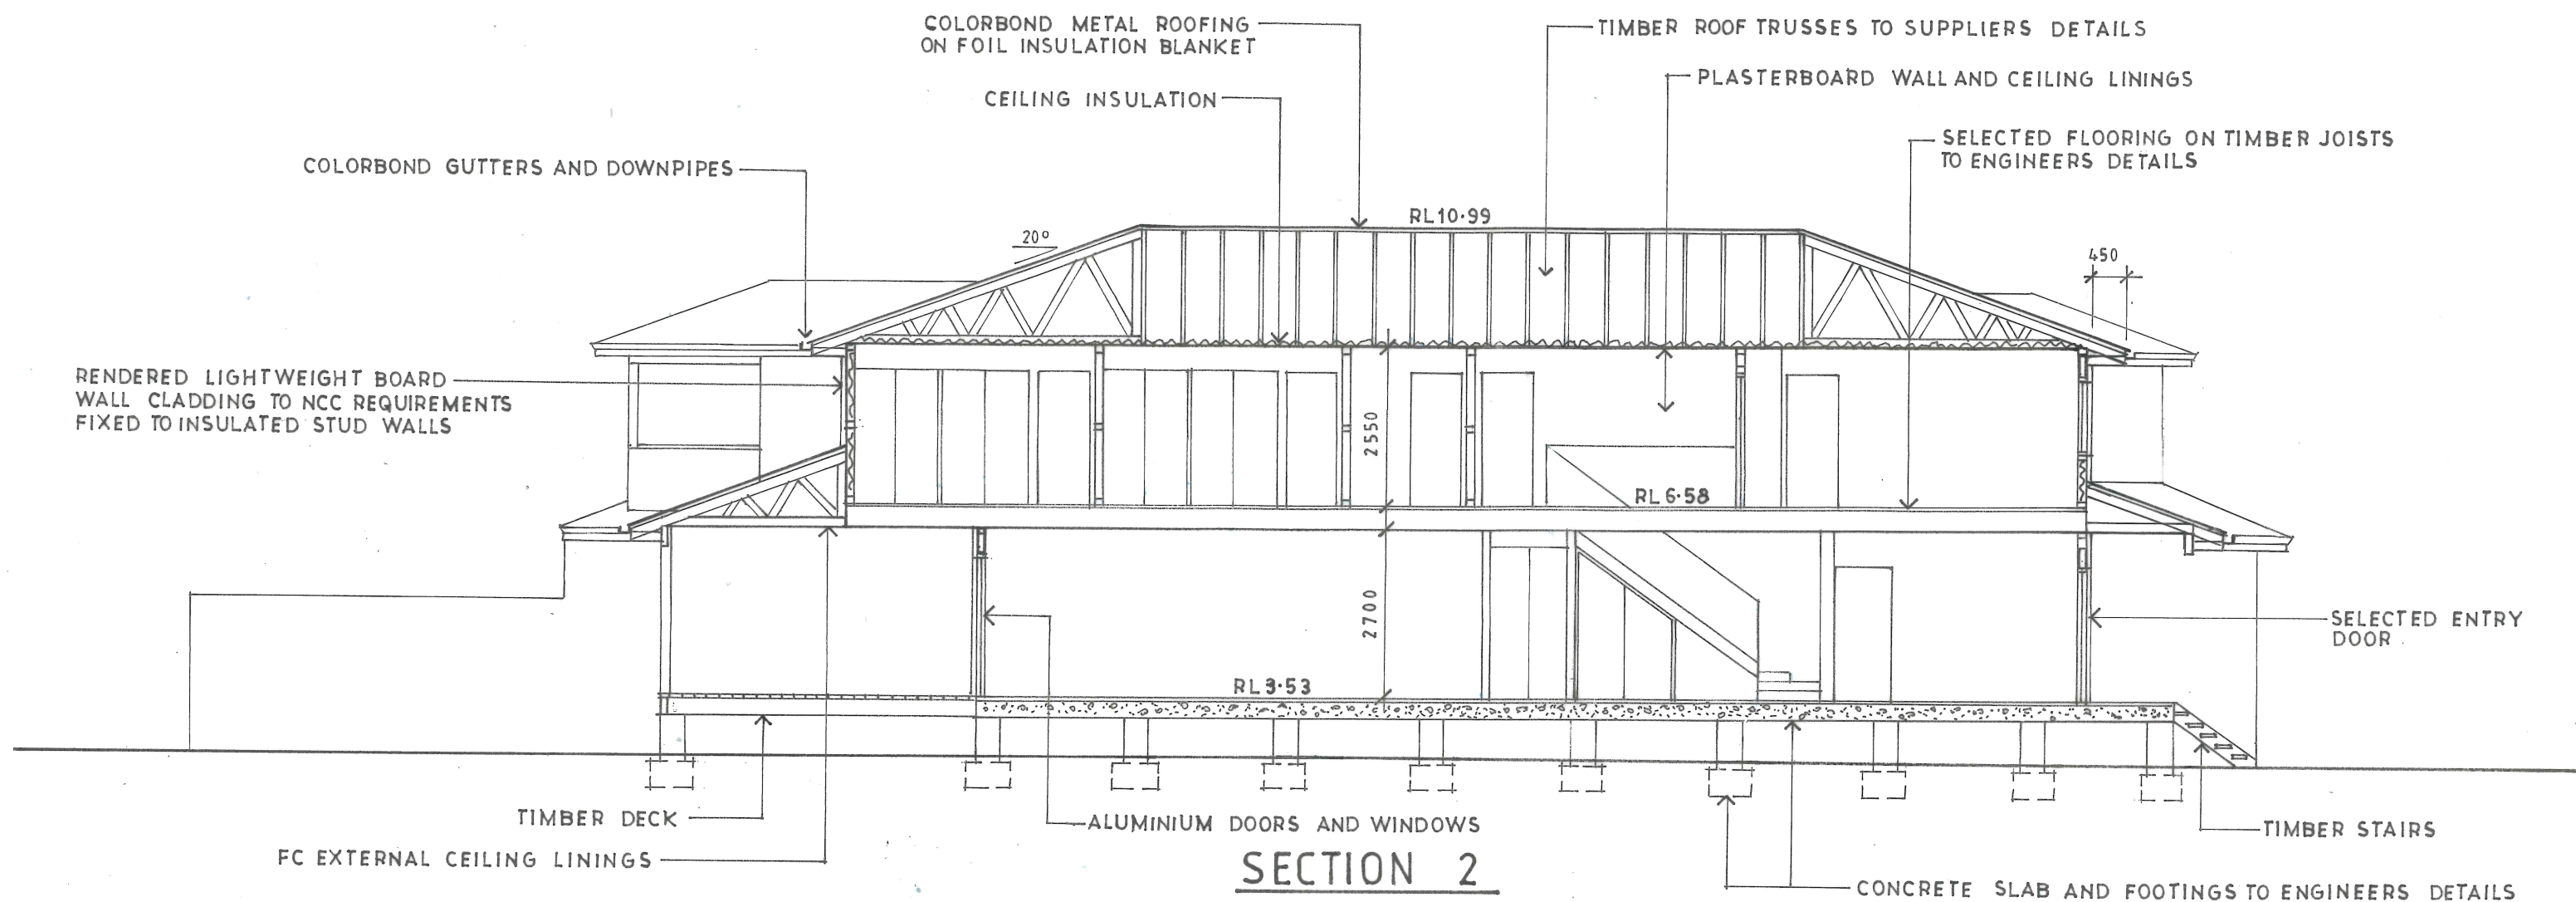 COLORBOND METAL ROOFING
ON FOIL INSULATION BLANKET
TIMBER ROOF TRUSSES TO SUPPLIERS DETAILS
PLASTERBOARD WALL AND CEILING LININGS
CEILING INSULATION
SELECTED FLOORING ON TIMBER JOISTS
TO ENGINEERS DETAILS
COLORBOND GUTTERS AND DOWNPIPES
RL10·99
20°
450
RENDERED LIGHTWEIGHT BOARD
WALL CLADDING TO NCC REQUIREMENTS
FIXED TO INSULATED STUD WALLS
2550
RL6·58
2700
SELECTED ENTRY
DOOR
RL3·53
TIMBER DECK
ALUMINIUM DOORS AND WINDOWS
TIMBER STAIRS
FC EXTERNAL CEILING LININGS
SECTION 2
CONCRETE SLAB AND FOOTINGS TO ENGINEERS DETAILS